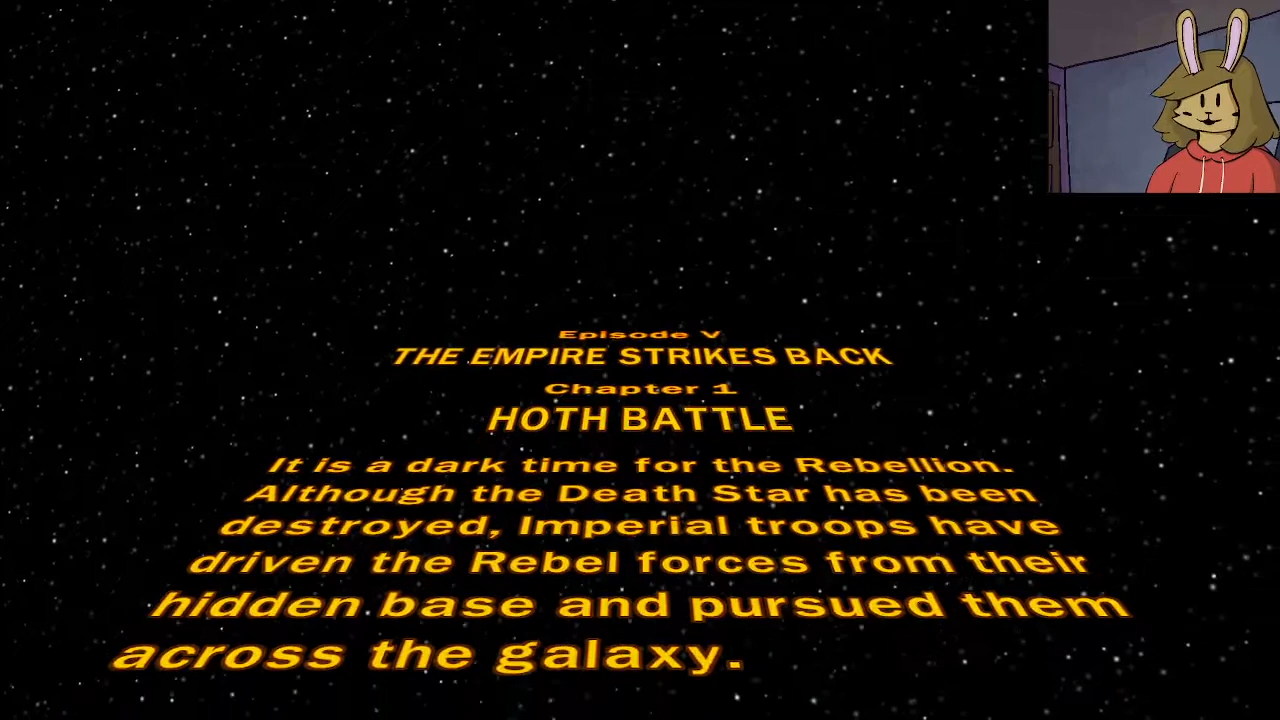 Episode V
THE EMPIRE STRIKES BACK
Chapter 1
HOTH BATTLE
It is a dark time for the Rebellion.
Although the Death Star has been
destroyed, Imperial troops have
driven the Rebel forces from their
hidden base and pursued them
across the galaxy.